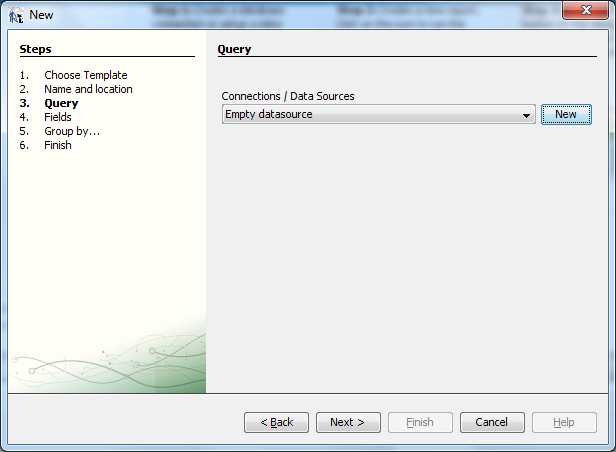 New
Steps
1. Choose Template
2. Name and location
3. Query
4. Fields
5. Group by...
6. Finish
Query
Connections / Data Sources
Empty datasource
New
< Back
Next >
Finish
Cancel
Help